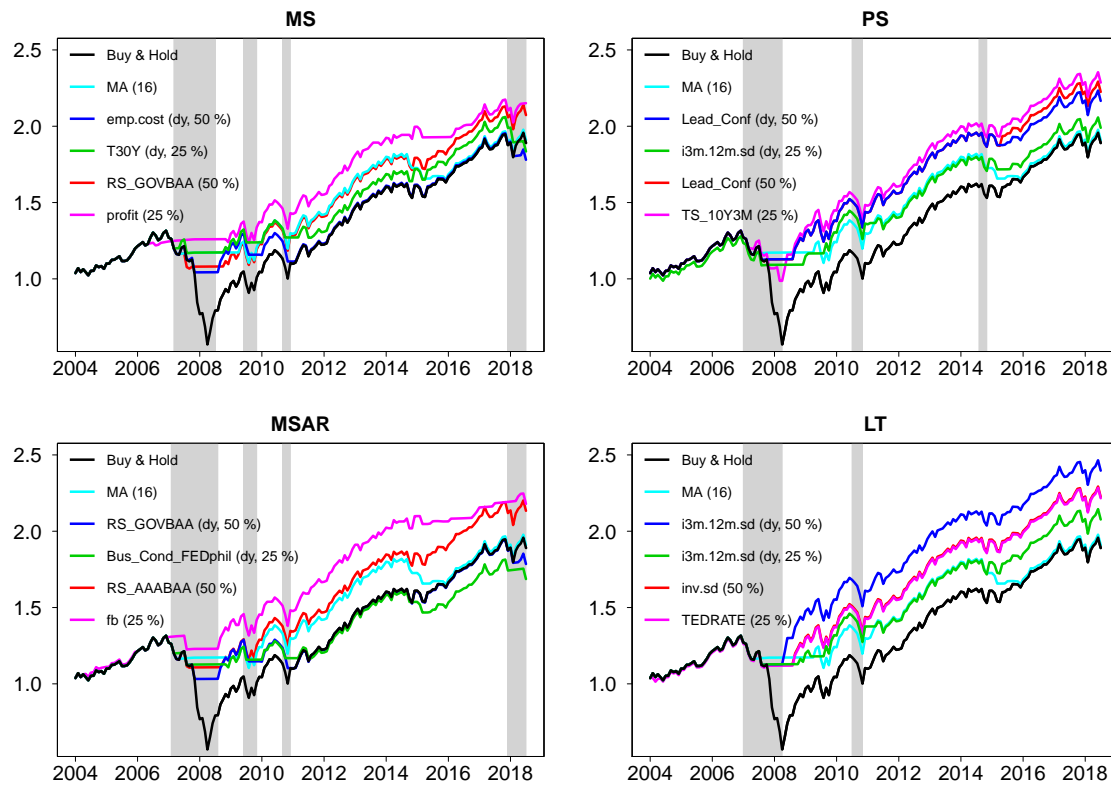 MS
2.5
2.0
1.5
1.0
Buy & Hold
MA (16)
emp.cost (dy, 50 %)
T30Y (dy, 25 %)
RS_GOVBAA (50 %)
profit (25 %)
2004 2006 2008 2010 2012 2014 2016 2018
PS
2.5
2.0
1.5
1.0
Buy & Hold
MA (16)
Lead_Conf (dy, 50 %)
i3m.12m.sd (dy, 25 %)
Lead_Conf (50 %)
TS_10Y3M (25 %)
2004 2006 2008 2010 2012 2014 2016 2018
MSAR
2.5
2.0
1.5
1.0
Buy & Hold
MA (16)
RS_GOVBAA (dy, 50 %)
Bus_Cond_FEDphil (dy, 25 %)
RS_AAABAA (50 %)
fb (25 %)
2004 2006 2008 2010 2012 2014 2016 2018
LT
2.5
2.0
1.5
1.0
Buy & Hold
MA (16)
i3m.12m.sd (dy, 50 %)
i3m.12m.sd (dy, 25 %)
inv.sd (50 %)
TEDRATE (25 %)
2004 2006 2008 2010 2012 2014 2016 2018